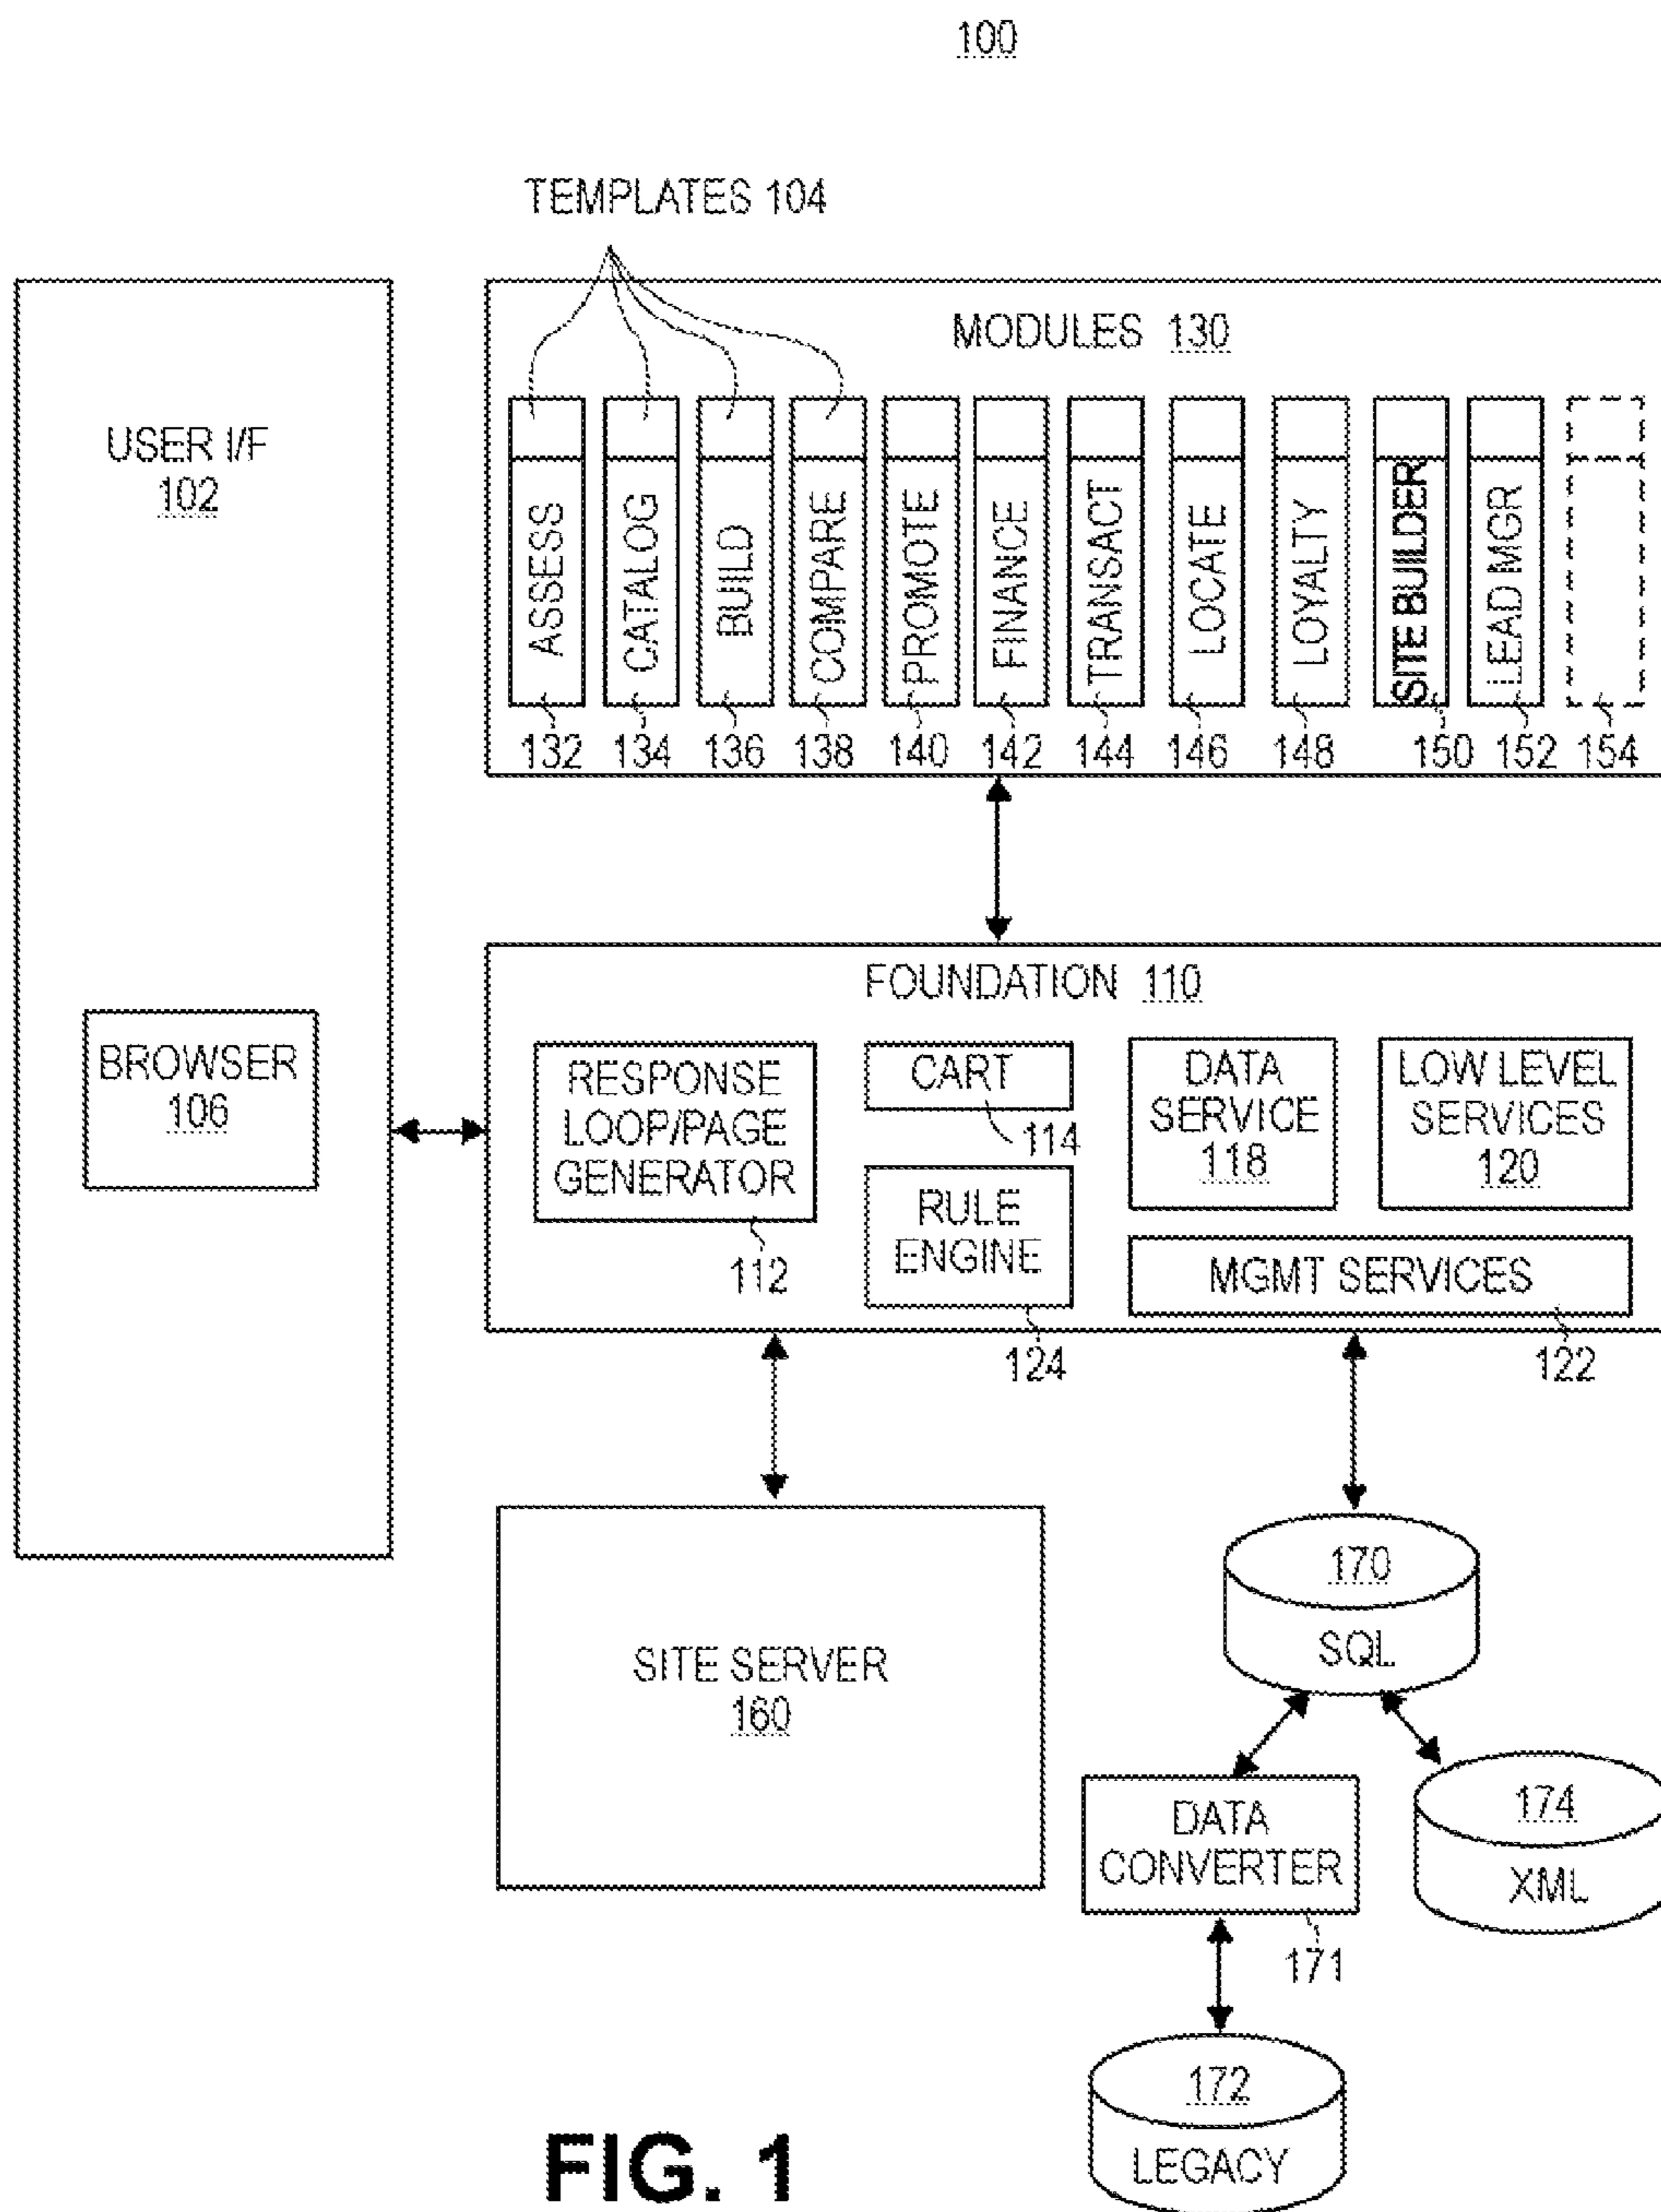 100
TEMPLATES 104
USER I/F
102
BROWSER
106
MODULES 130
ASSESS
CATALOG
BUILD
COMPARE
PROMOTE
FINANCE
TRANSACT
LOCATE
LOYALTY
SITE BUILDER
LEAD MGR
132 134 136 138 140 142 144 146 148 150 152 154
FOUNDATION 110
RESPONSE
LOOP/PAGE
GENERATOR
112
CART
114
RULE
ENGINE
124
DATA
SERVICE
118
LOW LEVEL
SERVICES
120
MGMT SERVICES
122
SITE SERVER
160
170
SQL
DATA
CONVERTER
171
174
XML
172
LEGACY
FIG. 1